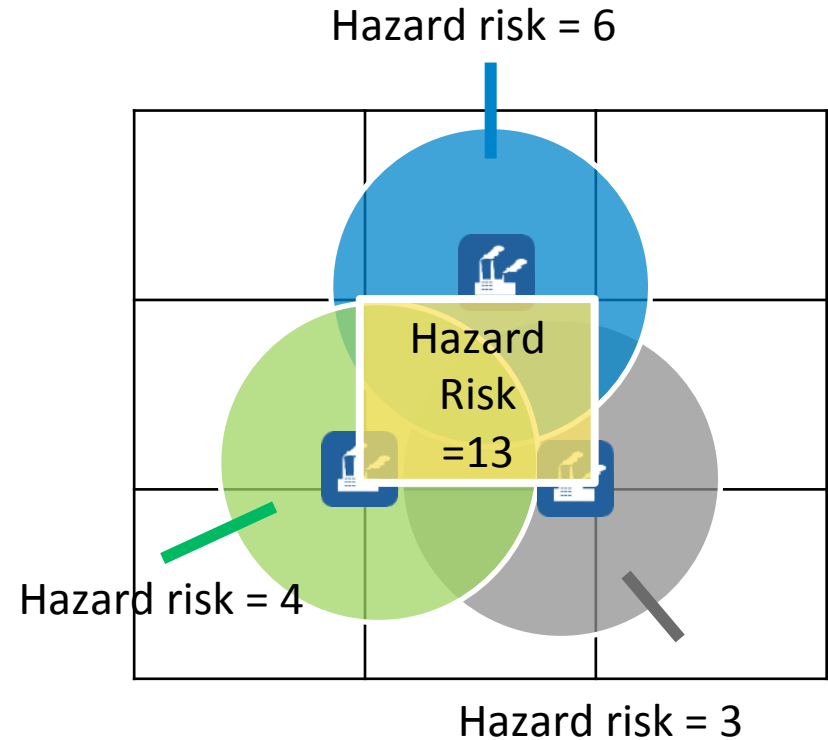 Hazard risk = 6
Hazard
Risk
=13
Hazard risk = 4
Hazard risk = 3